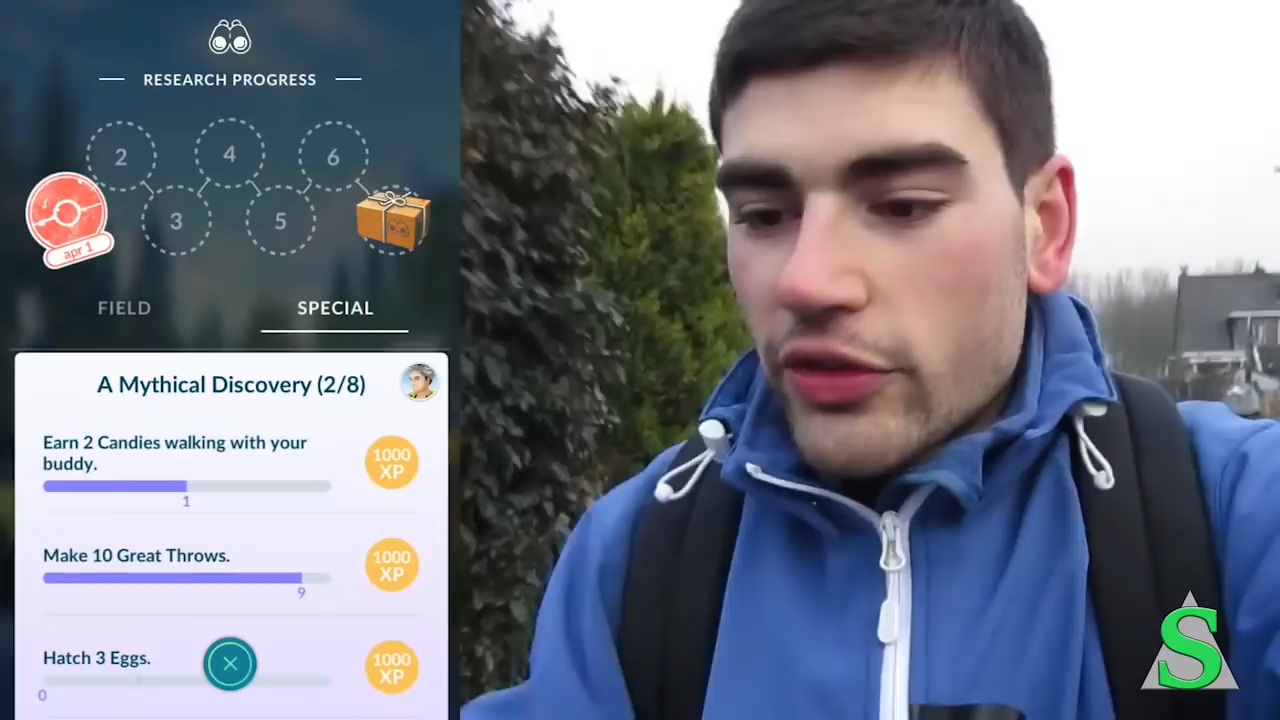 RESEARCH PROGRESS
2
4
6
3
5
apr 1
FIELD
SPECIAL
A Mythical Discovery (2/8)
Earn 2 Candies walking with your
buddy.
1000
XP
1
Make 10 Great Throws.
1000
XP
9
Hatch 3 Eggs.
1000
XP
0
S